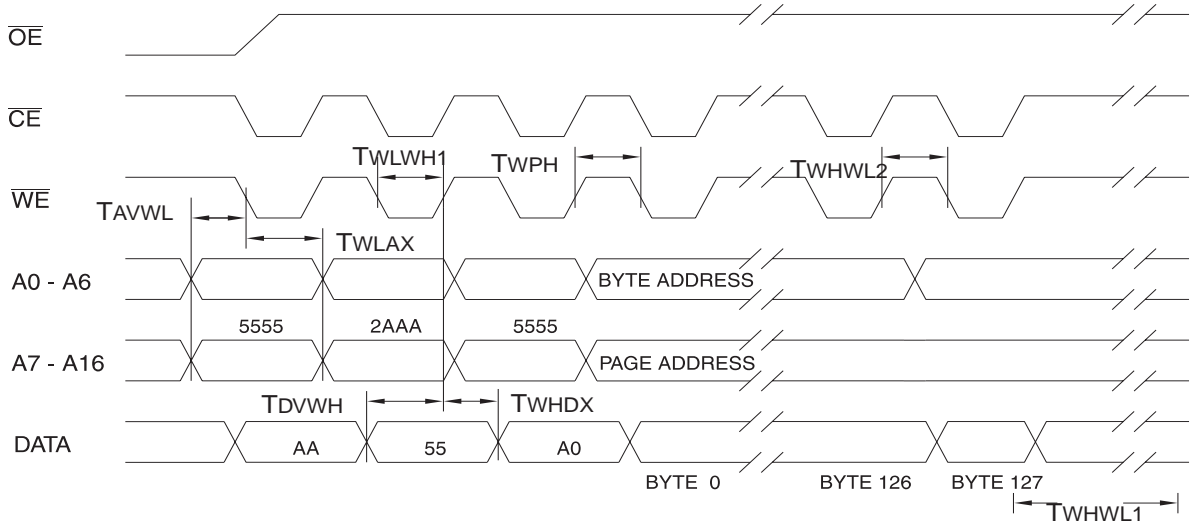 OE
CE
TWLWH1
TWPH
TWHWL2
WE
TAVWL
TWLAX
A0 - A6
BYTE ADDRESS
5555 2AAA 5555
A7 - A16
PAGE ADDRESS
TDVWH
TWHDX
DATA
AA 55 A0
BYTE 0 BYTE 126 BYTE 127
TWHWL1